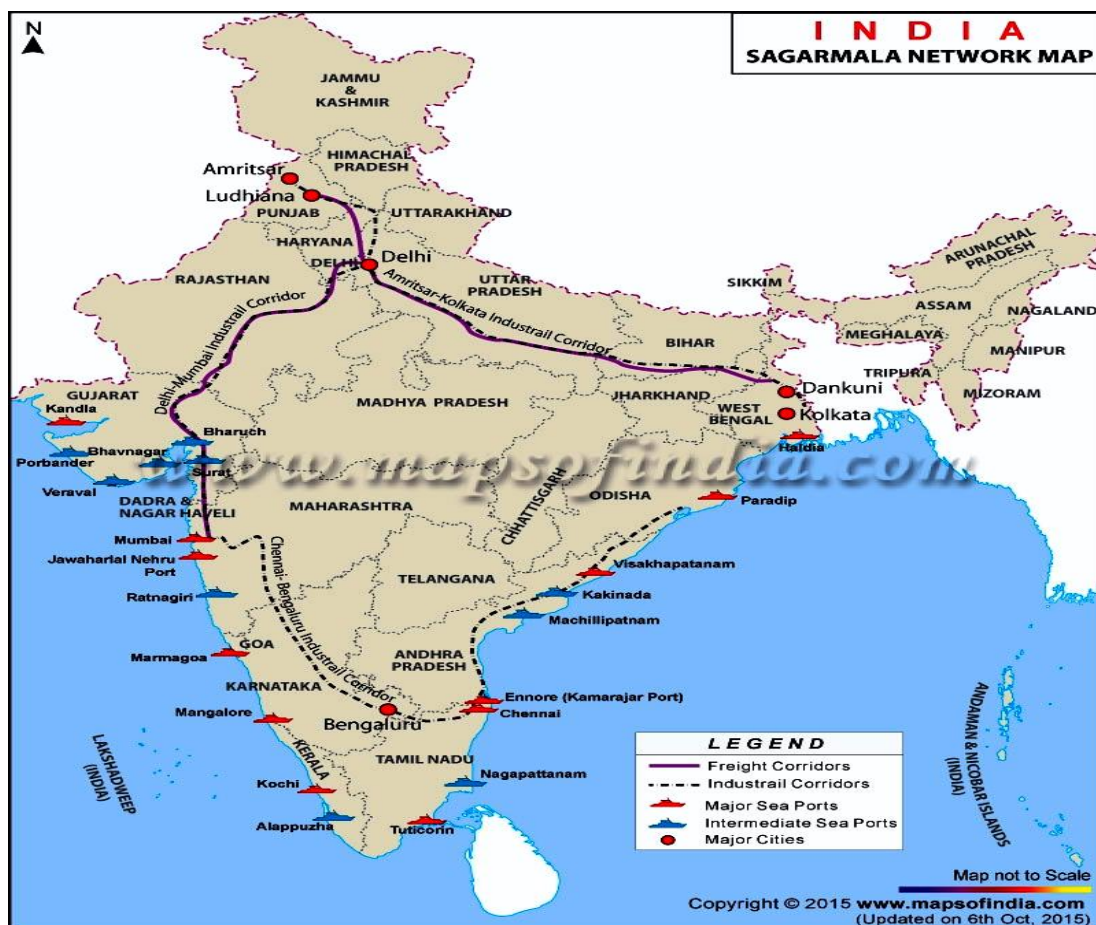 N
INDIA
SAGARMALA NETWORK MAP
JAMMU
&
KASHMIR
HIMACHAL
PRADESH
Amritsar
Ludhiana
PUNJAB
UTTARAKHAND
HARYANA
DELHI
Delhi
RAJASTHAN
UTTAR
PRADESH
Amritsar-Kolkata Industrail Corridor
Delhi-Mumbai Industrail Corridor
SIKKIM
ARUNACHAL
PRADESH
ASSAM
NAGALAND
MEGHALAYA
MANIPUR
TRIPURA
MIZORAM
BIHAR
GUJARAT
Kandla
MADHYA PRADESH
JHARKHAND
WEST
BENGAL
Dankuni
Kolkata
Haldia
Bharuch
Bhavnagar
Porbander
Surat
Veraval
www.mapsofindia.com
DADRA &
NAGAR HAVELI
MAHARASHTRA
CHHATTISGARH
ODISHA
Paradip
Mumbai
Jawaharlal Nehru
Port
Chennai- Bengaluru Industrail Corridor
TELANGANA
Visakhapatanam
Ratnagiri
Kakinada
Machillipatnam
GOA
Marmagoa
ANDHRA
PRADESH
KARNATAKA
Mangalore
Bengaluru
Ennore (Kamarajar Port)
Chennai
LAKSHADWEEP
(INDIA)
KERALA
TAMIL NADU
Nagapattanam
Kochi
Alappuzha
Tuticorin
ANDAMAN & NICOBAR ISLANDS
(INDIA)
LEGEND
Freight Corridors
Industrail Corridors
Major Sea Ports
Intermediate Sea Ports
Major Cities
Map not to Scale
Copyright © 2015 www.mapsofindia.com
(Updated on 6th Oct, 2015)